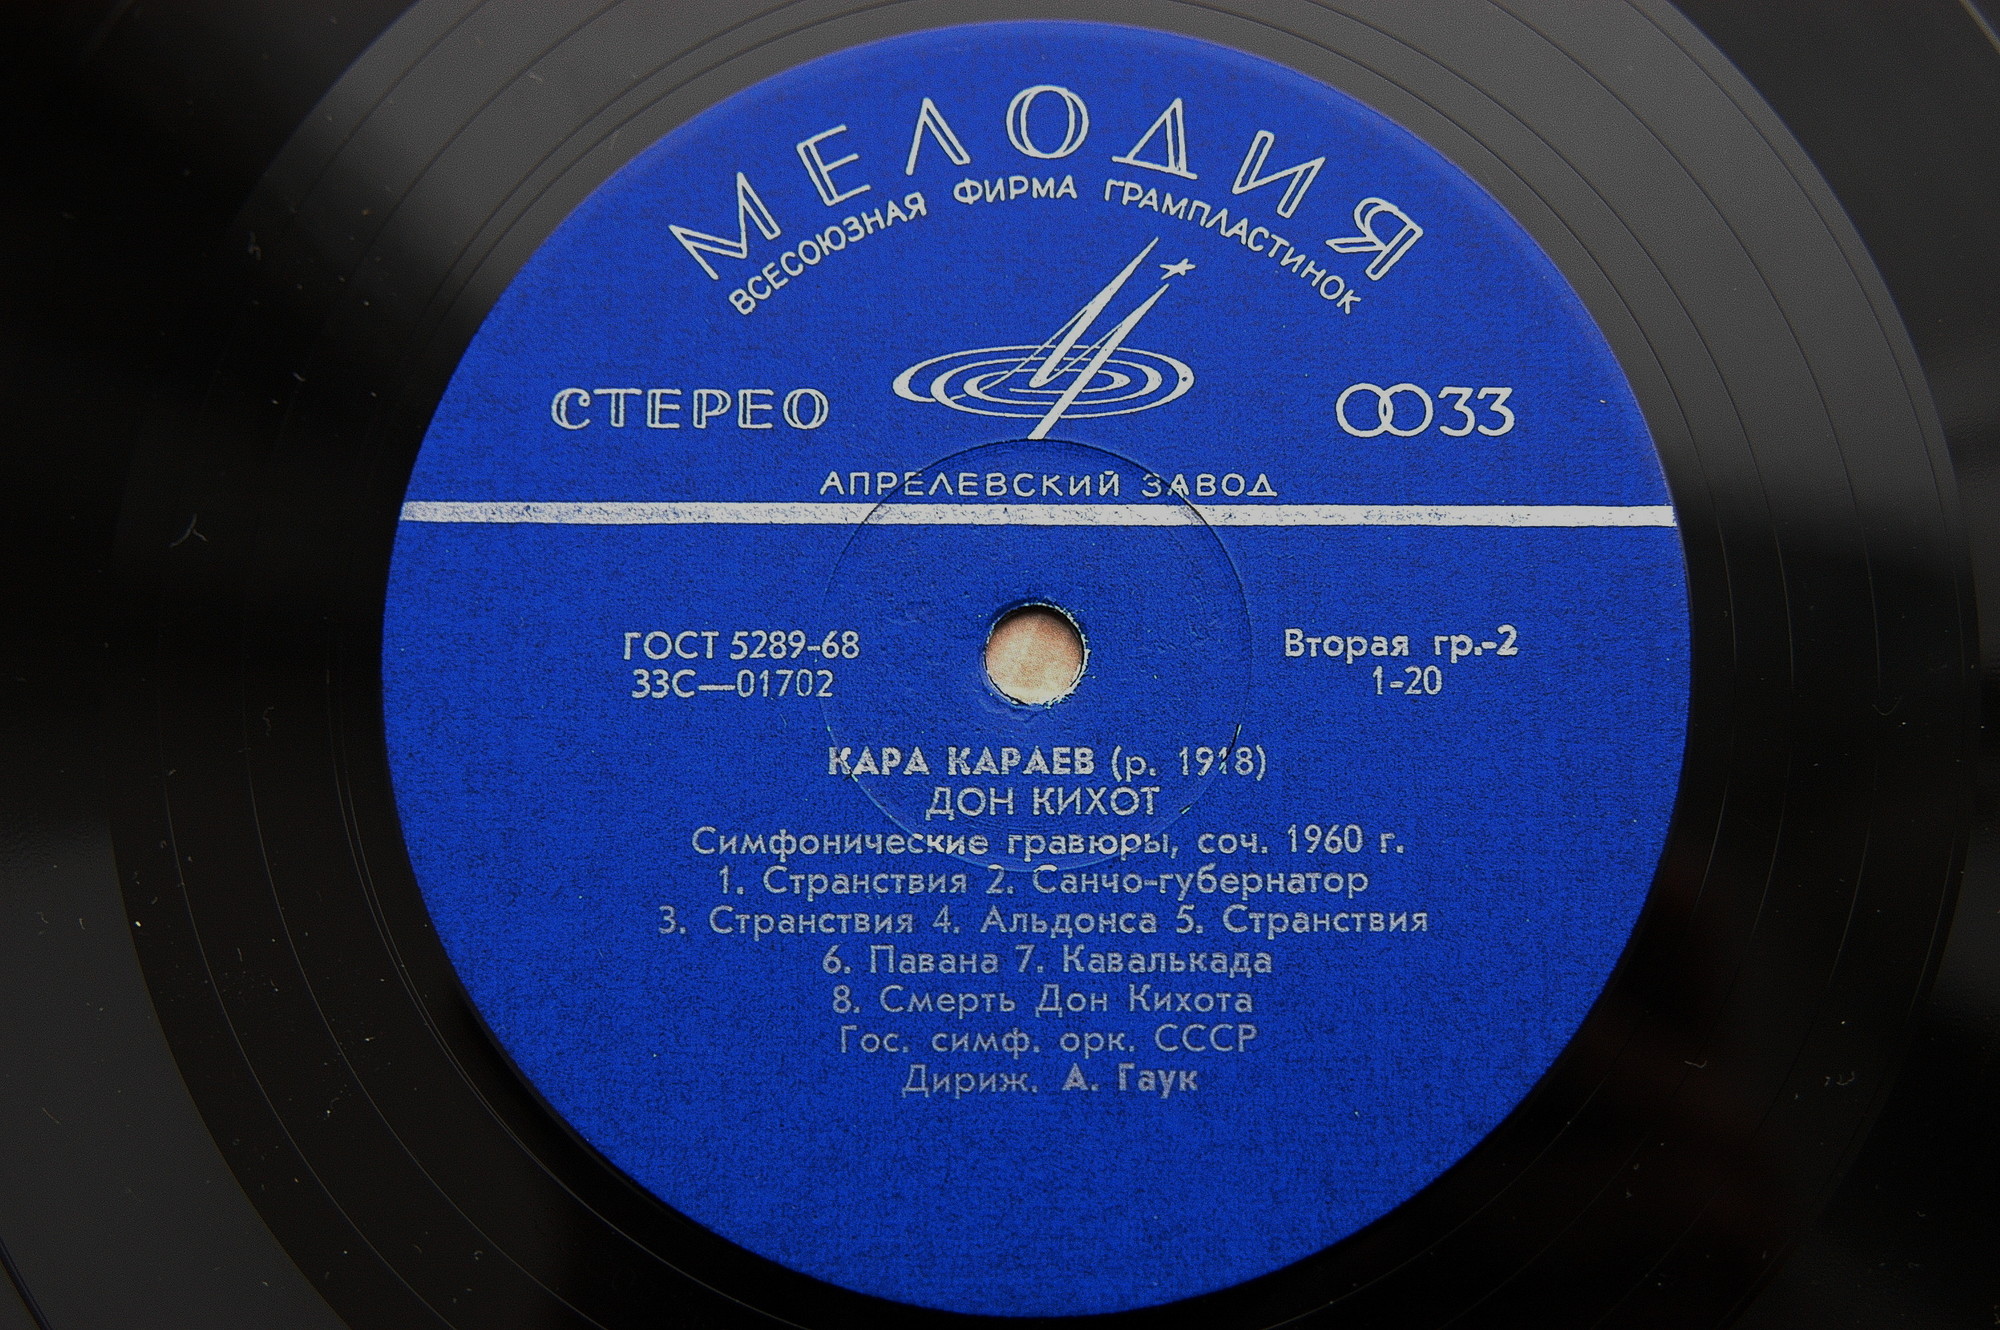 МЕЛОДИЯ
ВСЕСОЮЗНАЯ ФИРМА ГРАМПЛАСТИНОК
СТЕРЕО
33
АПРЕЛЕВСКИЙ ЗАВОД
ГОСТ 5289-68
33С—01702
Вторая гр.-2
1-20
КАРА КАРАЕВ (р. 1918)
ДОН КИХОТ
Симфонические гравюры, соч. 1960 г.
1. Странствия 2. Санчо-губернатор
3. Странствия 4. Альдонса 5. Странствия
6. Павана 7. Кавалькада
8. Смерть Дон Кихота
Гос. симф. орк. СССР
Дириж. А. Гаук